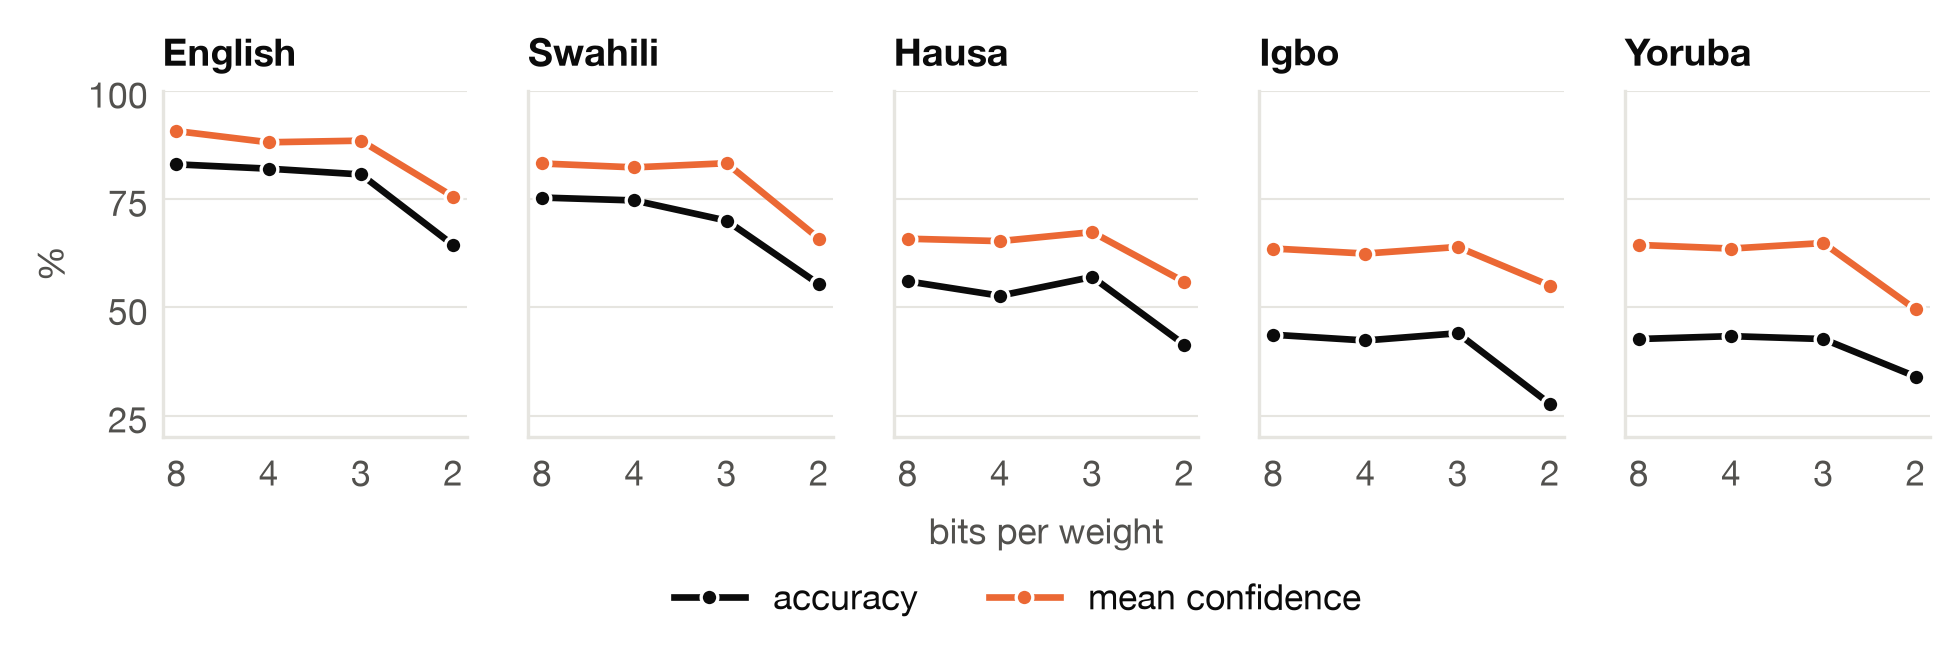 English Swahili Hausa Igbo Yoruba
100
75
50
25
%
8 4 3 2 8 4 3 2 8 4 3 2 8 4 3 2 8 4 3 2
bits per weight
accuracy mean confidence